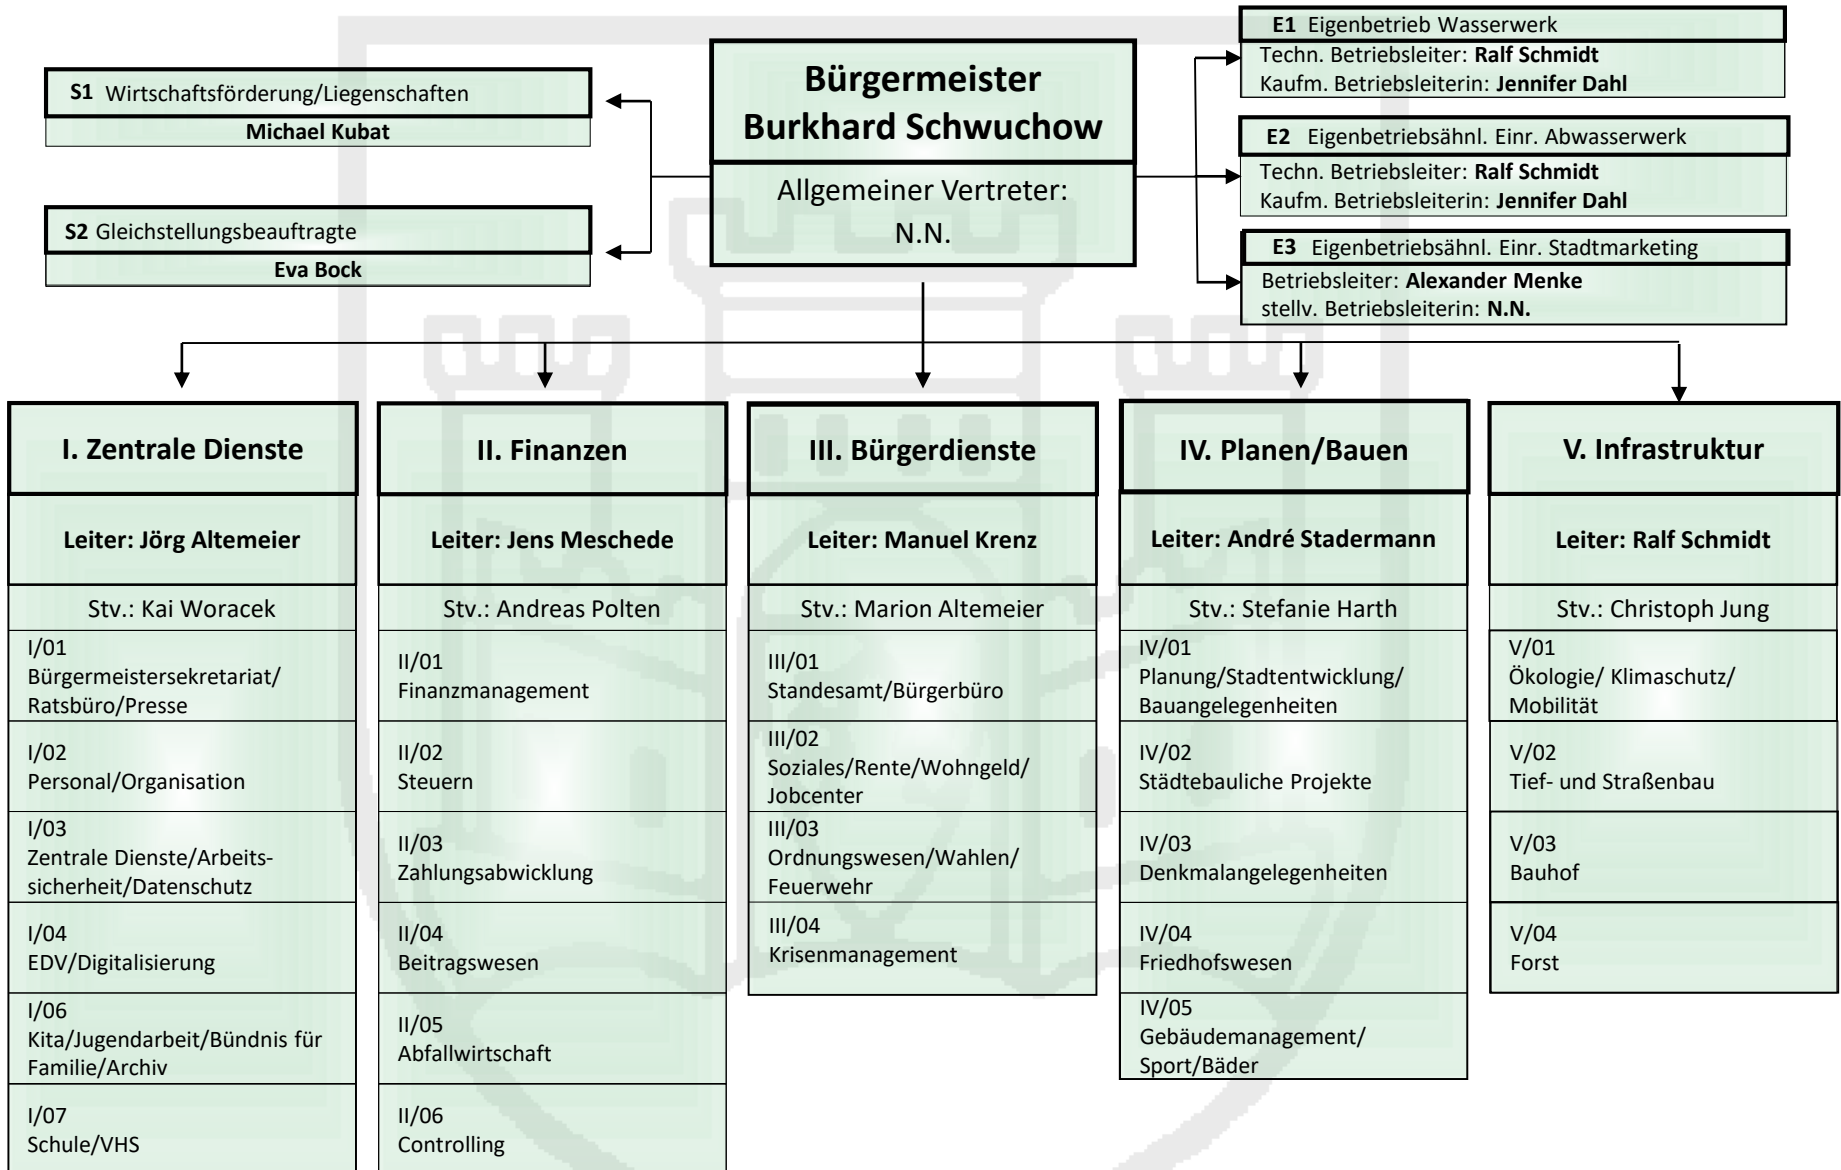 S1 Wirtschaftsförderung/Liegenschaften
Michael Kubat
S2 Gleichstellungsbeauftragte
Eva Bock
Bürgermeister
Burkhard Schwuchow
Allgemeiner Vertreter:
N.N.
E1 Eigenbetrieb Wasserwerk
Techn. Betriebsleiter: Ralf Schmidt
Kaufm. Betriebsleiterin: Jennifer Dahl
E2 Eigenbetriebsähnl. Einr. Abwasserwerk
Techn. Betriebsleiter: Ralf Schmidt
Kaufm. Betriebsleiterin: Jennifer Dahl
E3 Eigenbetriebsähnl. Einr. Stadtmarketing
Betriebsleiter: Alexander Menke
stellv. Betriebsleiterin: N.N.
I. Zentrale Dienste
Leiter: Jörg Altemeier
Stv.: Kai Woracek
I/01
Bürgermeistersekretariat/
Ratsbüro/Presse
I/02
Personal/Organisation
I/03
Zentrale Dienste/Arbeits-
sicherheit/Datenschutz
I/04
EDV/Digitalisierung
I/06
Kita/Jugendarbeit/Bündnis für
Familie/Archiv
I/07
Schule/VHS
II. Finanzen
Leiter: Jens Meschede
Stv.: Andreas Polten
II/01
Finanzmanagement
II/02
Steuern
II/03
Zahlungsabwicklung
II/04
Beitragswesen
II/05
Abfallwirtschaft
II/06
Controlling
III. Bürgerdienste
Leiter: Manuel Krenz
Stv.: Marion Altemeier
III/01
Standesamt/Bürgerbüro
III/02
Soziales/Rente/Wohngeld/
Jobcenter
III/03
Ordnungswesen/Wahlen/
Feuerwehr
III/04
Krisenmanagement
IV. Planen/Bauen
Leiter: André Stadermann
Stv.: Stefanie Harth
IV/01
Planung/Stadtentwicklung/
Bauangelegenheiten
IV/02
Städtebauliche Projekte
IV/03
Denkmalangelegenheiten
IV/04
Friedhofswesen
IV/05
Gebäudemanagement/
Sport/Bäder
V. Infrastruktur
Leiter: Ralf Schmidt
Stv.: Christoph Jung
V/01
Ökologie/ Klimaschutz/
Mobilität
V/02
Tief- und Straßenbau
V/03
Bauhof
V/04
Forst